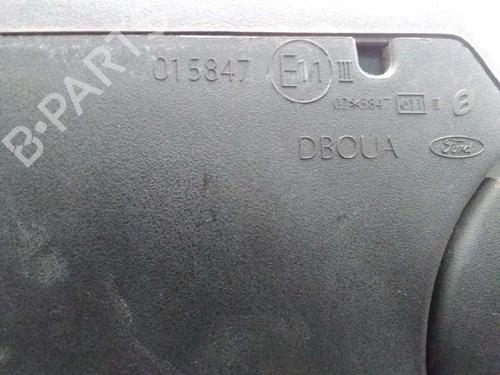 015847 E11 III
02*5847 e11 II
DBOUA Ford
B-PARTS